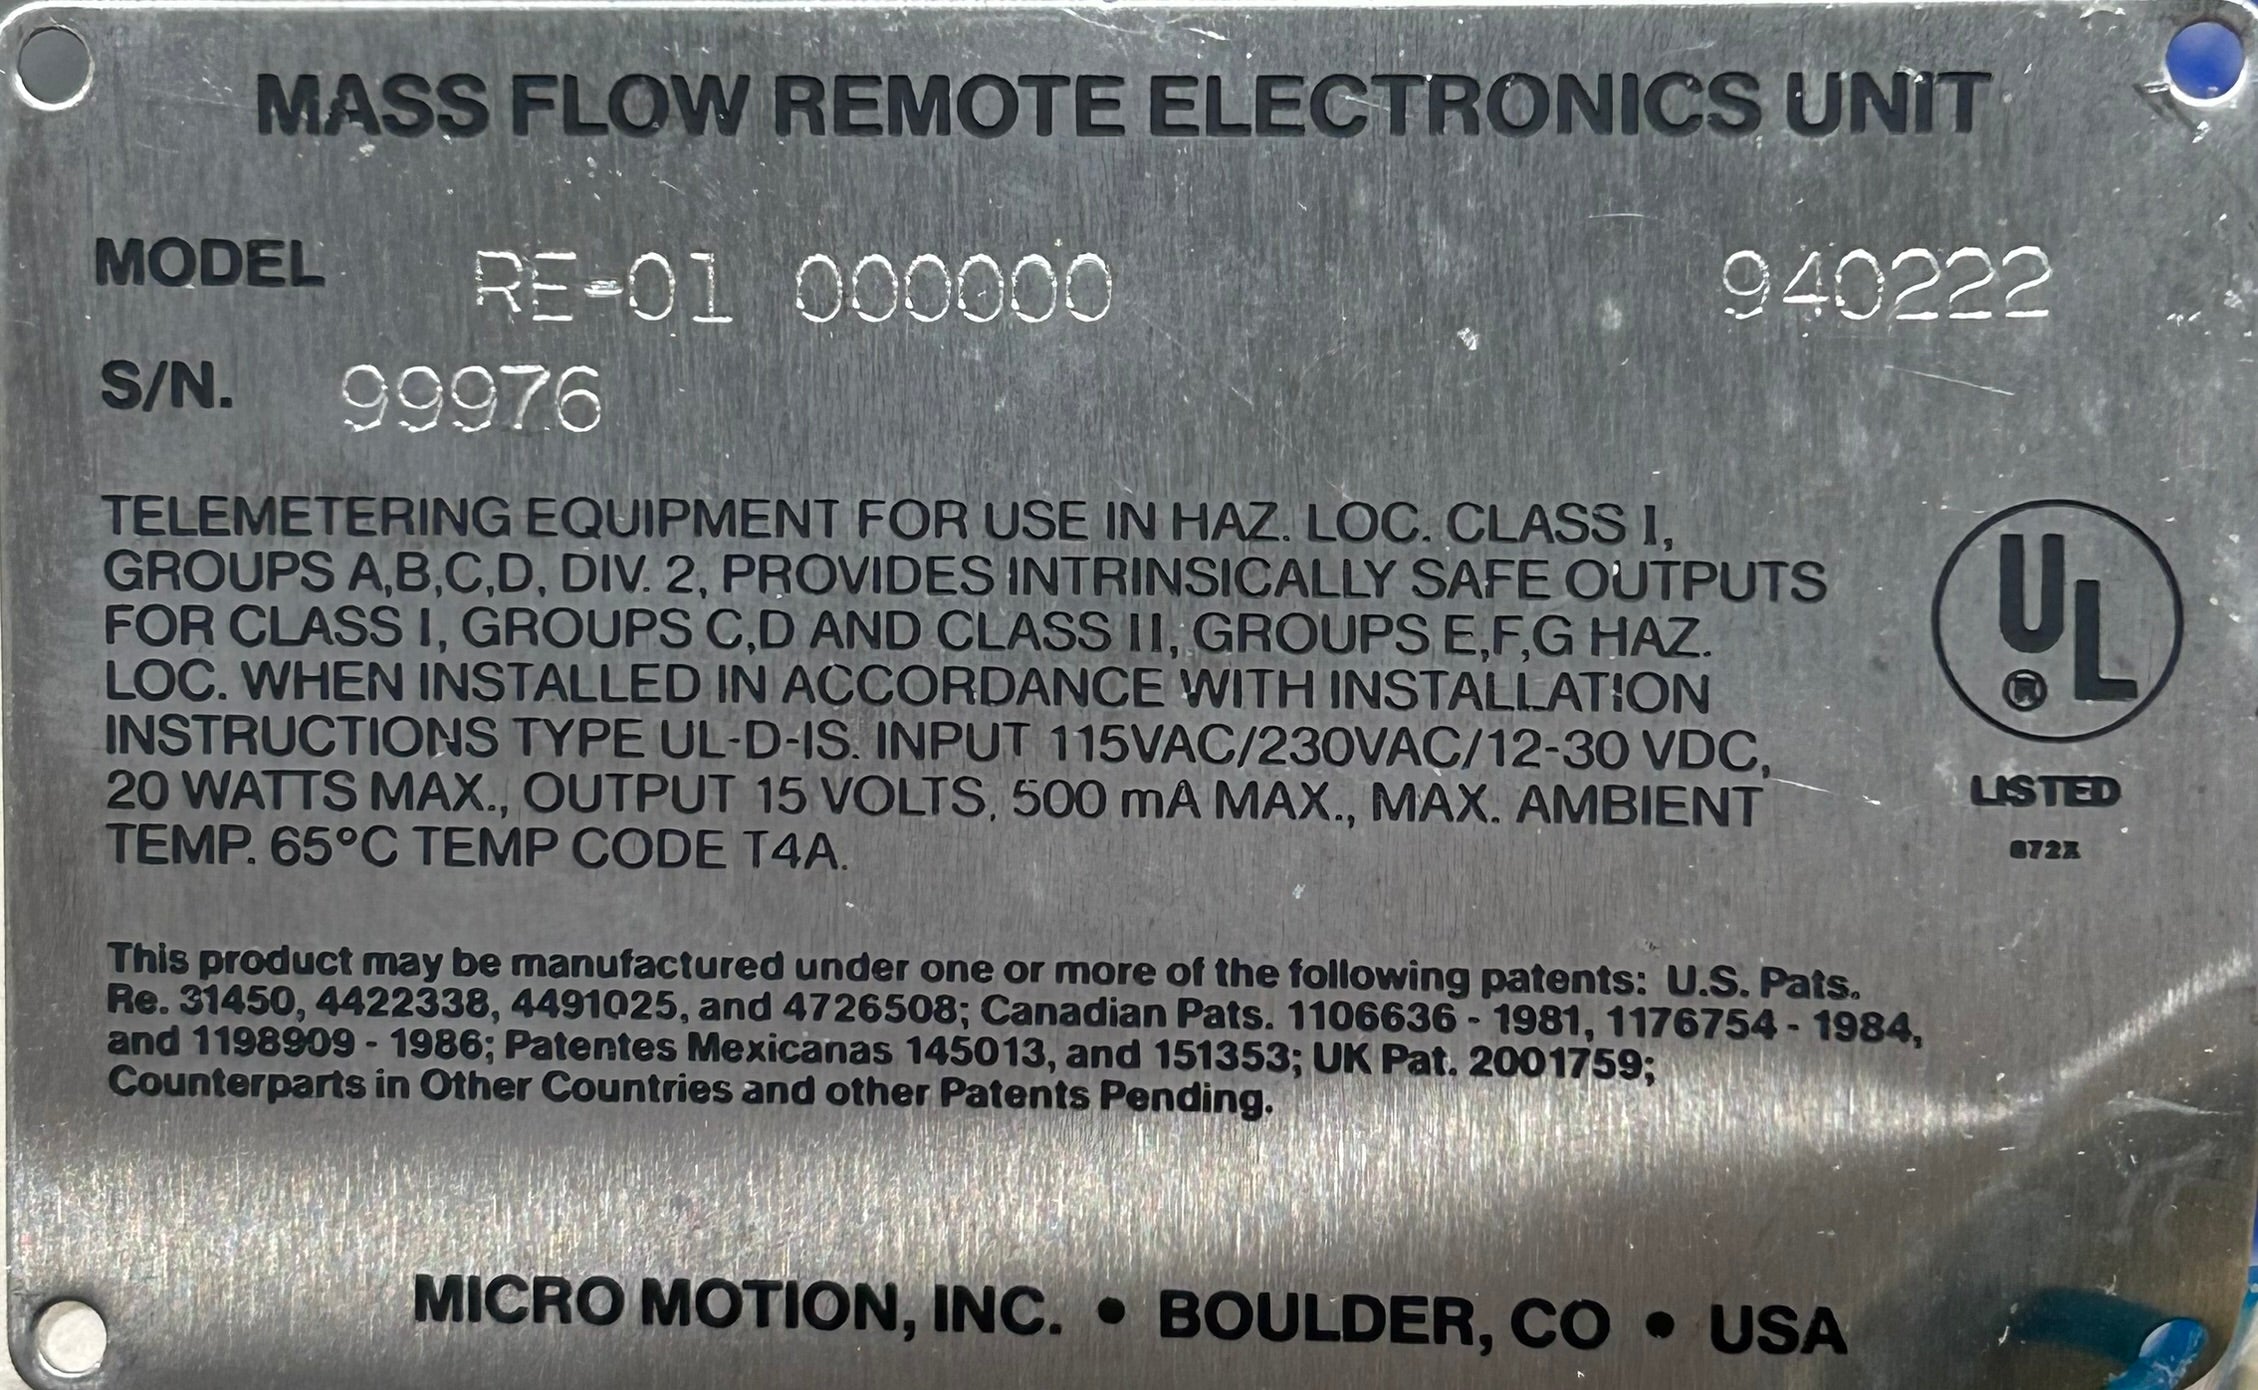 MASS FLOW REMOTE ELECTRONICS UNIT
MODEL RE-01 000000 940222
S/N. 99976
TELEMETERING EQUIPMENT FOR USE IN HAZ. LOC. CLASS I,
GROUPS A,B,C,D, DIV. 2, PROVIDES INTRINSICALLY SAFE OUTPUTS
FOR CLASS I, GROUPS C,D AND CLASS II, GROUPS E,F,G HAZ.
LOC. WHEN INSTALLED IN ACCORDANCE WITH INSTALLATION
INSTRUCTIONS TYPE UL-D-IS. INPUT 115VAC/230VAC/12-30 VDC,
20 WATTS MAX., OUTPUT 15 VOLTS, 500 mA MAX., MAX. AMBIENT
TEMP. 65°C TEMP CODE T4A.
UL
®
LISTED
This product may be manufactured under one or more of the following patents: U.S. Pats.
Re. 31450, 4422338, 4491025, and 4726508; Canadian Pats. 1106636 - 1981, 1176754 - 1984,
and 1198909 - 1986; Patentes Mexicanas 145013, and 151353; UK Pat. 2001759;
Counterparts in Other Countries and other Patents Pending.
MICRO MOTION, INC. • BOULDER, CO • USA